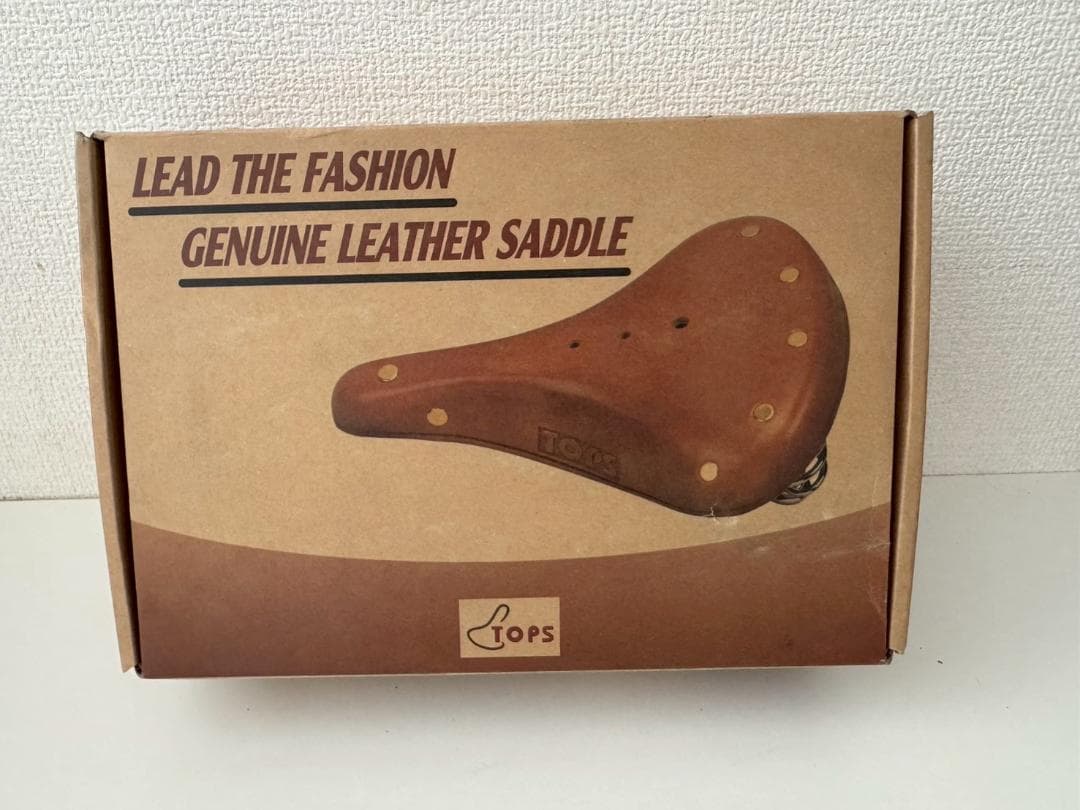 LEAD THE FASHION
GENUINE LEATHER SADDLE
TOPS
TOPS